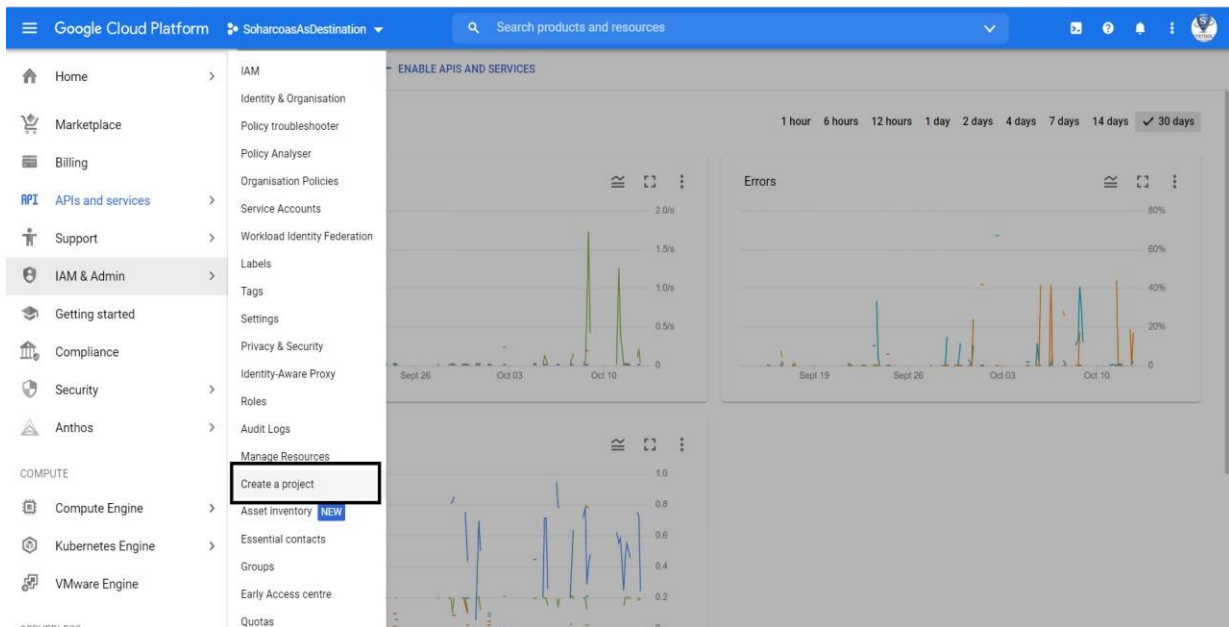 Google Cloud Platform
SoharcoasAsDestination
Search products and resources
Home
Marketplace
Billing
APIs and services
Support
IAM & Admin
Getting started
Compliance
Security
Anthos
COMPUTE
Compute Engine
Kubernetes Engine
VMware Engine
IAM
Identity & Organisation
Policy troubleshooter
Policy Analyser
Organisation Policies
Service Accounts
Workload Identity Federation
Labels
Tags
Settings
Privacy & Security
Identity-Aware Proxy
Roles
Audit Logs
Manage Resources
Create a project
Asset inventory NEW
Essential contacts
Groups
Early Access centre
Quotas
ENABLE APIS AND SERVICES
1 hour 6 hours 12 hours 1 day 2 days 4 days 7 days 14 days 30 days
2.0/s
1.5/s
1.0/s
0.5/s
0
Sept 26 Oct 03 Oct 10
Errors
80%
60%
40%
20%
0
Sept 19 Sept 26 Oct 03 Oct 10
1.0
0.8
0.6
0.4
0.2